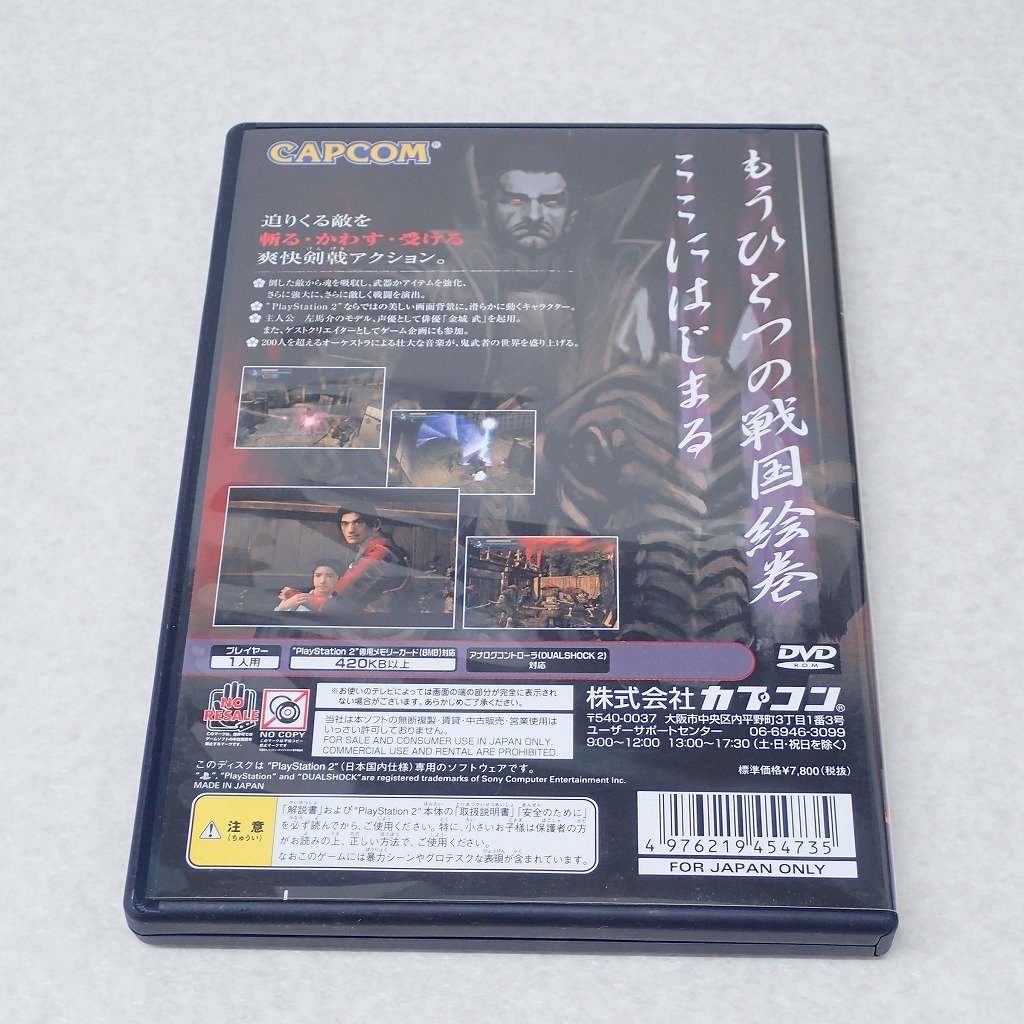 CAPCOM®
もうひとつの戦国絵巻
ここにはじまる
迫りくる敵を
斬る・かわす・受ける
爽快剣戟アクション。
倒した敵から魂を吸収し、武器かアイテムを強化、
さらに強大に、さらに激しく戦闘を演出。
"PlayStation 2"ならではの美しい画面背景に、滑らかに動くキャラクター。
主人公 左馬介のモデル、声優として俳優「金城 武」を起用。
また、ゲストクリエイターとしてゲーム企画にも参加。
200人を超えるオーケストラによる壮大な音楽が、鬼武者の世界を盛り上げる。
プレイヤー
1人用
"PlayStation 2"専用メモリーカード(8MB)対応
420KB以上
アナログコントローラ(DUALSHOCK 2)
対応
DVD
ROM
NO
RESALE
NO COPY
※お使いのテレビによっては画面の端の部分が完全に表示され
ない場合がございます。あらかじめご了承ください。
当社は本ソフトの無断複製・賃貸・中古販売・営業使用は
いっさい許可しておりません。
FOR SALE AND CONSUMER USE IN JAPAN ONLY.
COMMERCIAL USE AND RENTAL ARE PROHIBITED.
株式会社カプコン®
〒540-0037 大阪市中央区内平野町3丁目1番3号
ユーザーサポートセンター 06-6946-3099
9:00~12:00 13:00~17:30 (土・日・祝日を除く)
このディスクは "PlayStation 2"(日本国内仕様)専用のソフトウェアです。
"PlayStation" and "DUALSHOCK"are registered trademarks of Sony Computer Entertainment Inc.
MADE IN JAPAN
標準価格¥7,800(税抜)
注意
(ちゅうい)
「解説書」および"PlayStation 2"本体の「取扱説明書」「安全のために」
を必ず読んでから、ご使用ください。特に、小さいお子様は保護者の方
がお読みの上、正しい方法で、ご使用ください。
なおこのゲームには暴力シーンやグロテスクな表現が含まれています。
4 976219 454735
FOR JAPAN ONLY